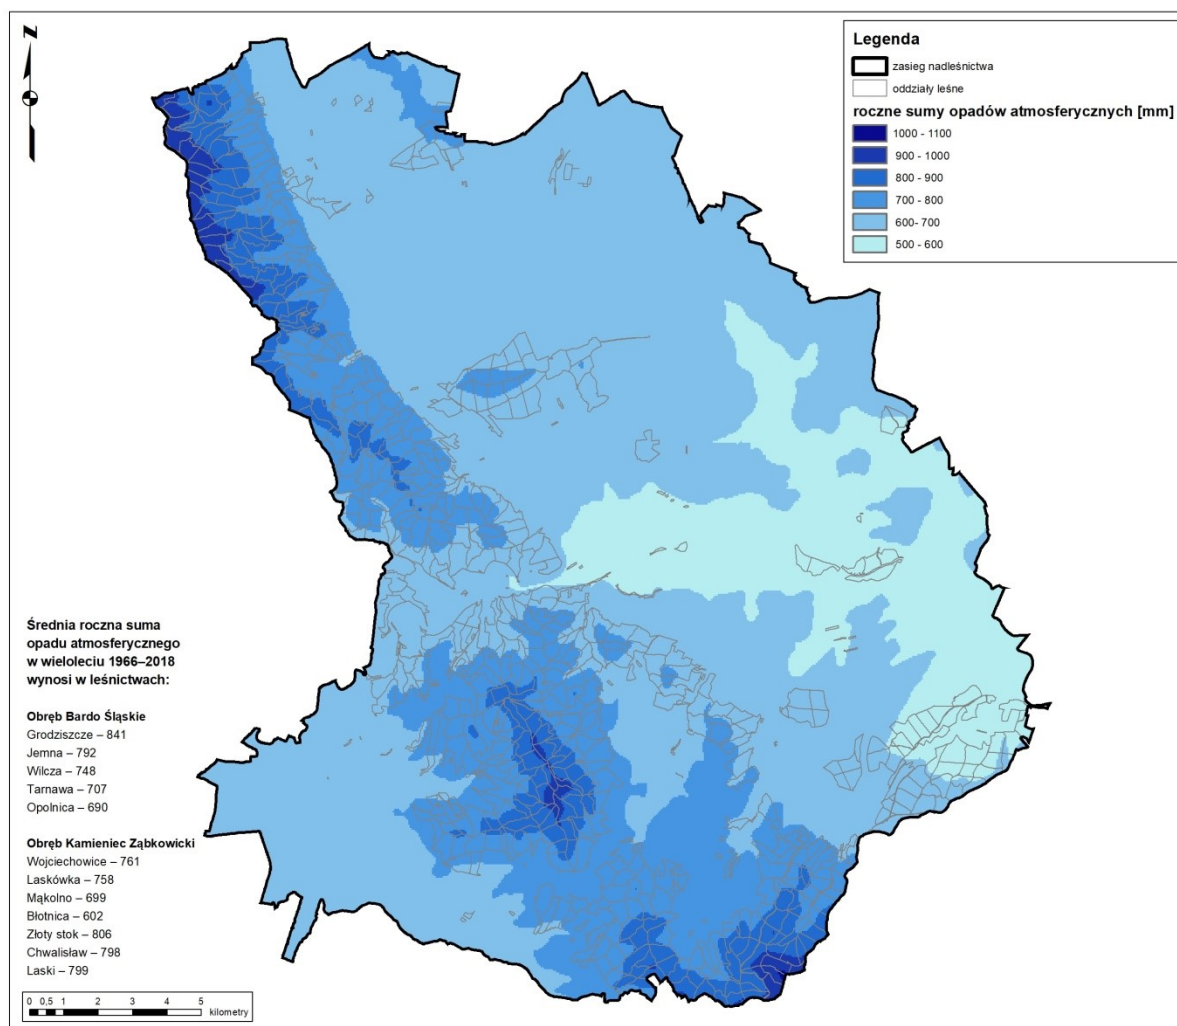 N
Legenda
zasięg nadleśnictwa
oddziały leśne
roczne sumy opadów atmosferycznych [mm]
1000 - 1100
900 - 1000
800 - 900
700 - 800
600- 700
500 - 600
Średnia roczna suma
opadu atmosferycznego
w wieloleciu 1966–2018
wynosi w leśnictwach:
Obręb Bardo Śląskie
Grodziszcze – 841
Jemna – 792
Wilcza – 748
Tarnawa – 707
Opolnica – 690
Obręb Kamieniec Ząbkowicki
Wojciechowice – 761
Laskówka – 758
Mąkolno – 699
Błotnica – 602
Złoty stok – 806
Chwalisław – 798
Laski – 799
0 0,5 1 2 3 4 5
kilometry